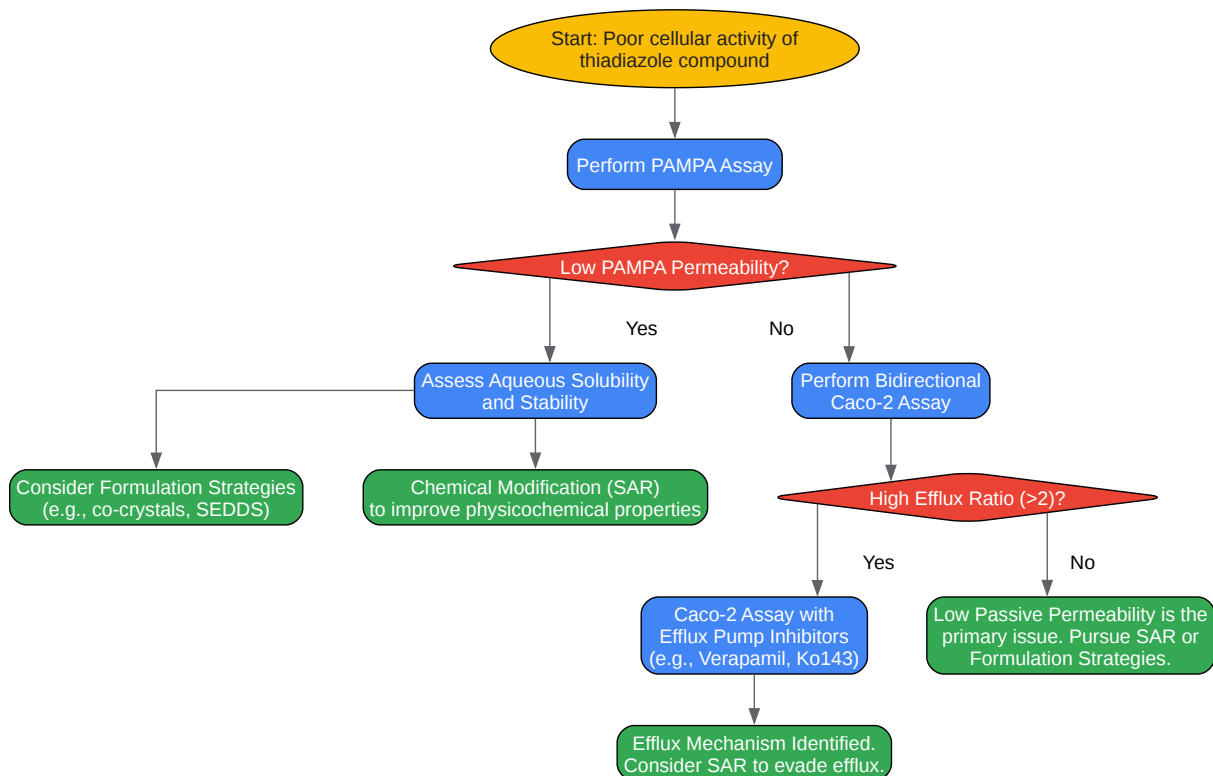 Start: Poor cellular activity of
thiadiazole compound
Perform PAMPA Assay
Low PAMPA Permeability?
Yes
No
Assess Aqueous Solubility
and Stability
Perform Bidirectional
Caco-2 Assay
Consider Formulation Strategies
(e.g., co-crystals, SEDDS)
Chemical Modification (SAR)
to improve physicochemical properties
High Efflux Ratio (>2)?
Yes
No
Caco-2 Assay with
Efflux Pump Inhibitors
(e.g., Verapamil, Ko143)
Low Passive Permeability is the
primary issue. Pursue SAR or
Formulation Strategies.
Efflux Mechanism Identified.
Consider SAR to evade efflux.